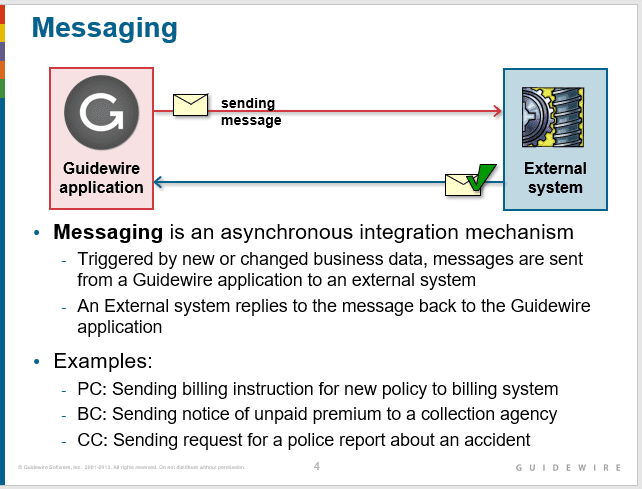 Messaging
sending
message
Guidewire
application
External
system
• Messaging is an asynchronous integration mechanism
- Triggered by new or changed business data, messages are sent
from a Guidewire application to an external system
- An External system replies to the message back to the Guidewire
application
• Examples:
- PC: Sending billing instruction for new policy to billing system
- BC: Sending notice of unpaid premium to a collection agency
- CC: Sending request for a police report about an accident
© Guidewire Software, Inc. 2001-2013. All rights reserved. Do not distribute without permission.
4
GUIDEWIRE